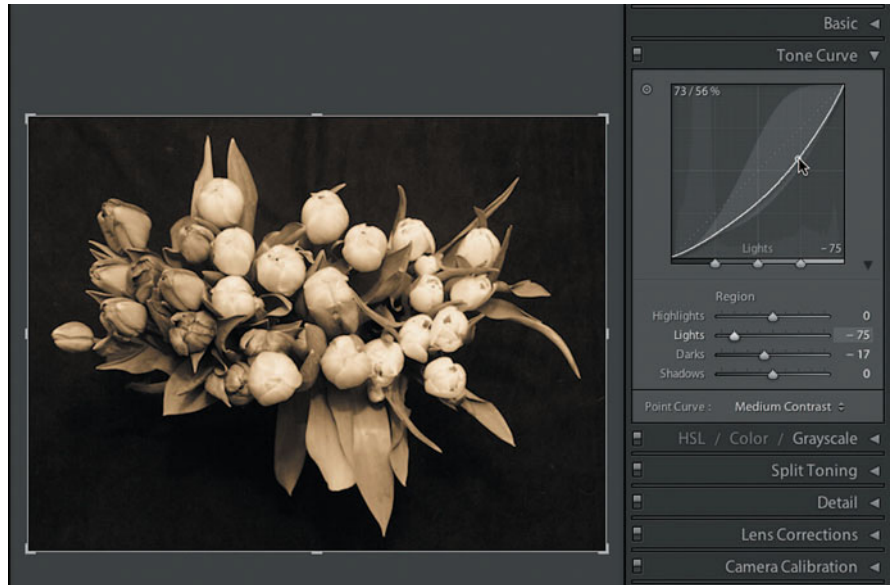 Basic
Tone Curve
73 / 56 %
Lights - 75
Region
Highlights 0
Lights - 75
Darks - 17
Shadows 0
Point Curve : Medium Contrast
HSL / Color / Grayscale
Split Toning
Detail
Lens Corrections
Camera Calibration